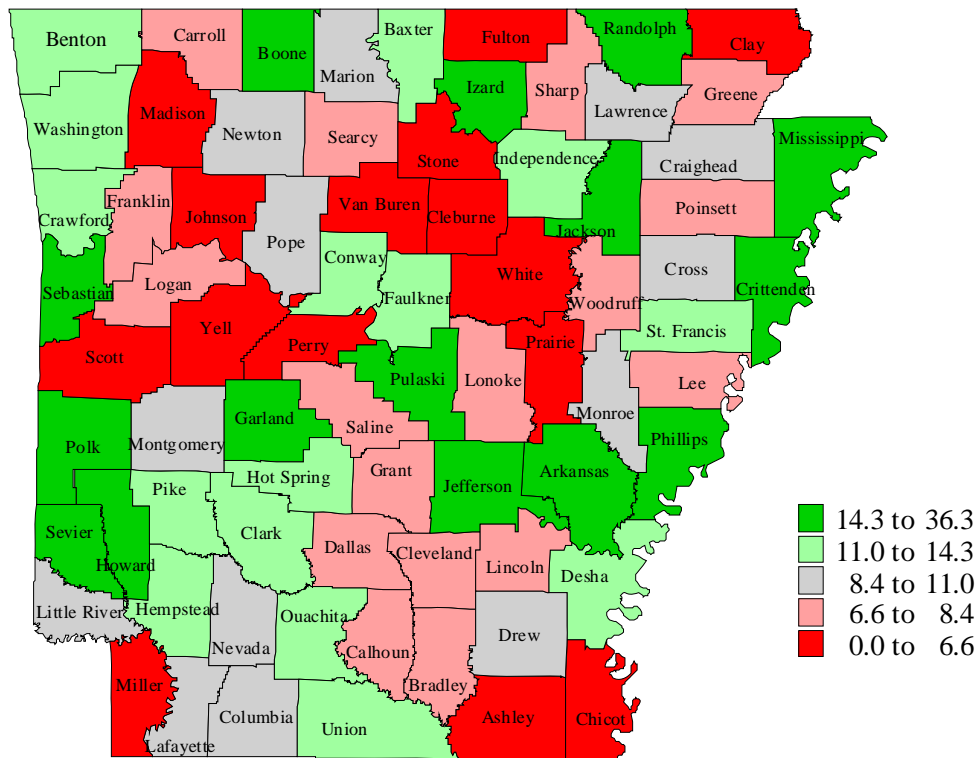 Benton
Carroll
Boone
Marion
Baxter
Fulton
Randolph
Clay
Izard
Sharp
Lawrence
Greene
Washington
Madison
Newton
Searcy
Stone
Independence
Craighead
Mississippi
Crawford
Franklin
Johnson
Pope
Van Buren
Cleburne
Jackson
Poinsett
Sebastian
Logan
Conway
Faulkner
White
Woodruff
Cross
Crittenden
Scott
Yell
Perry
Pulaski
Lonoke
Prairie
St. Francis
Lee
Monroe
Polk
Montgomery
Garland
Saline
Phillips
Pike
Hot Spring
Grant
Jefferson
Arkansas
Sevier
Howard
Clark
Dallas
Cleveland
Lincoln
Desha
Little River
Hempstead
Nevada
Ouachita
Calhoun
Bradley
Drew
Miller
Lafayette
Columbia
Union
Ashley
Chicot
14.3 to 36.3
11.0 to 14.3
8.4 to 11.0
6.6 to 8.4
0.0 to 6.6